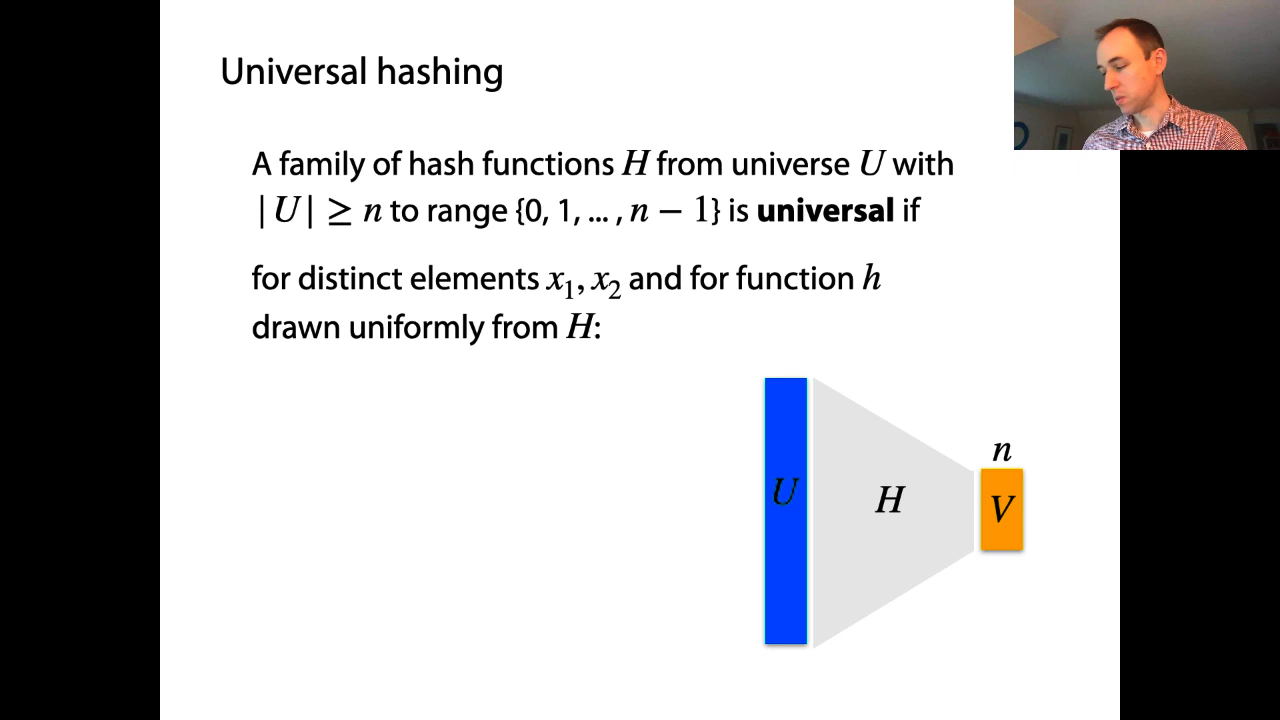 Universal hashing
A family of hash functions H from universe U with
|U| ≥ n to range {0, 1, ... , n − 1} is universal if
for distinct elements x₁, x₂ and for function h
drawn uniformly from H:
n
U
H
V